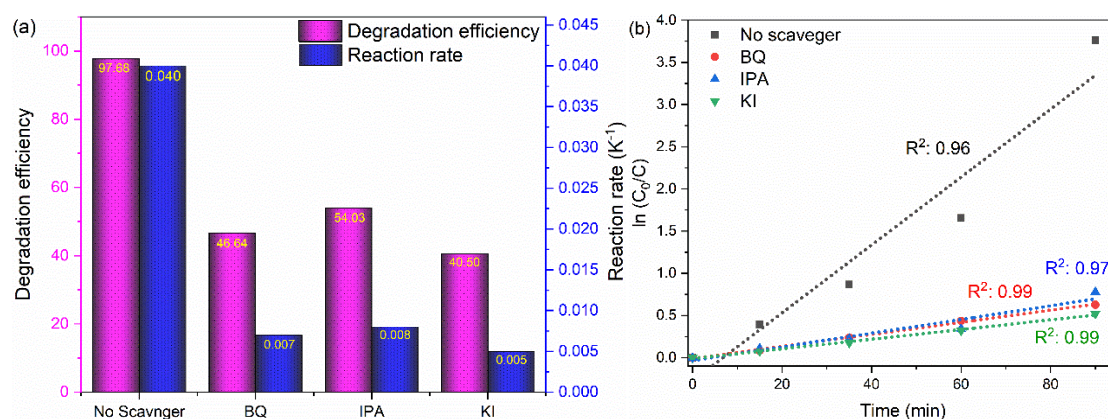 (a)
Degradation efficiency
Reaction rate
100
80
60
40
20
0
Degradation efficiency
97.68
0.040
46.64
0.007
54.03
0.008
40.50
0.005
No Scavnger
BQ
IPA
KI
0.045
0.040
0.035
0.030
0.025
0.020
0.015
0.010
0.005
0.000
Reaction rate (K⁻¹)
(b)
No scaveger
BQ
IPA
KI
4.0
3.5
3.0
2.5
2.0
1.5
1.0
0.5
0.0
ln (C₀/C)
R²: 0.96
R²: 0.97
R²: 0.99
R²: 0.99
0
20
40
60
80
Time (min)